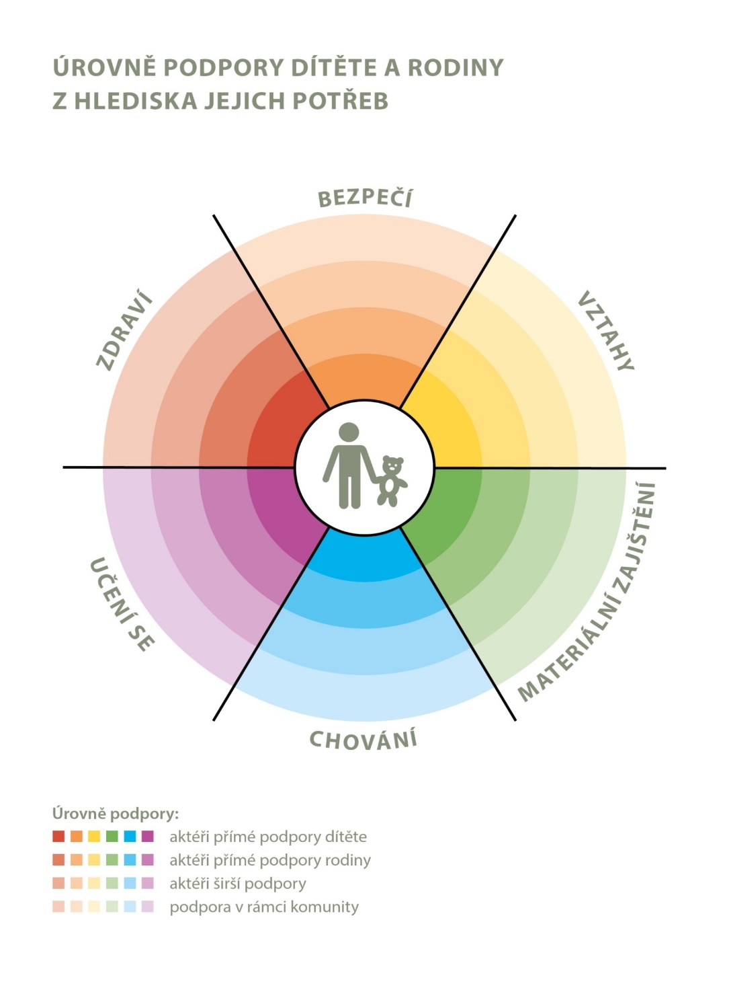 ÚROVNĚ PODPORY DÍTĚTE A RODINY
Z HLEDISKA JEJICH POTŘEB
BEZPEČÍ
ZDRAVÍ
VZTAHY
MATERIÁLNÍ ZAJIŠTĚNÍ
UČENÍ SE
CHOVÁNÍ
Úrovně podpory:
aktéři přímé podpory dítěte
aktéři přímé podpory rodiny
aktéři širší podpory
podpora v rámci komunity